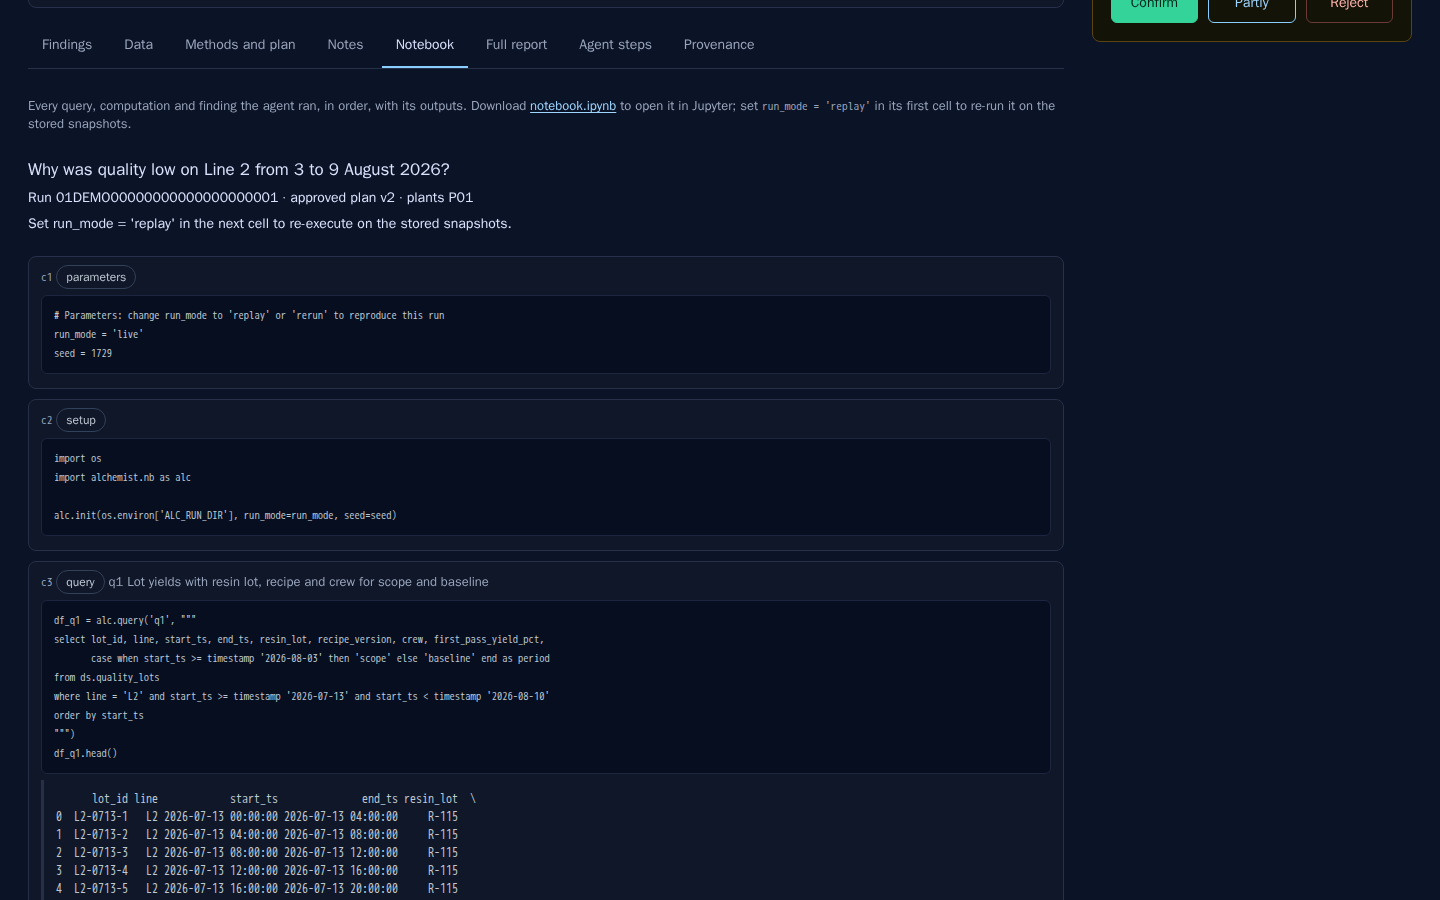 Confirm Partly Reject
Findings Data Methods and plan Notes Notebook Full report Agent steps Provenance
Every query, computation and finding the agent ran, in order, with its outputs. Download notebook.ipynb to open it in Jupyter; set run_mode = 'replay' in its first cell to re-run it on the
stored snapshots.
Why was quality low on Line 2 from 3 to 9 August 2026?
Run 01DEMO00000000000000000001 · approved plan v2 · plants P01
Set run_mode = 'replay' in the next cell to re-execute on the stored snapshots.
c1 parameters
# Parameters: change run_mode to 'replay' or 'rerun' to reproduce this run
run_mode = 'live'
seed = 1729
c2 setup
import os
import alchemist.nb as alc
alc.init(os.environ['ALC_RUN_DIR'], run_mode=run_mode, seed=seed)
c3 query q1 Lot yields with resin lot, recipe and crew for scope and baseline
df_q1 = alc.query('q1', """
select lot_id, line, start_ts, end_ts, resin_lot, recipe_version, crew, first_pass_yield_pct,
case when start_ts >= timestamp '2026-08-03' then 'scope' else 'baseline' end as period
from ds.quality_lots
where line = 'L2' and start_ts >= timestamp '2026-07-13' and start_ts < timestamp '2026-08-10'
order by start_ts
""")
df_q1.head()
lot_id line start_ts end_ts resin_lot \
0 L2-0713-1 L2 2026-07-13 00:00:00 2026-07-13 04:00:00 R-115
1 L2-0713-2 L2 2026-07-13 04:00:00 2026-07-13 08:00:00 R-115
2 L2-0713-3 L2 2026-07-13 08:00:00 2026-07-13 12:00:00 R-115
3 L2-0713-4 L2 2026-07-13 12:00:00 2026-07-13 16:00:00 R-115
4 L2-0713-5 L2 2026-07-13 16:00:00 2026-07-13 20:00:00 R-115